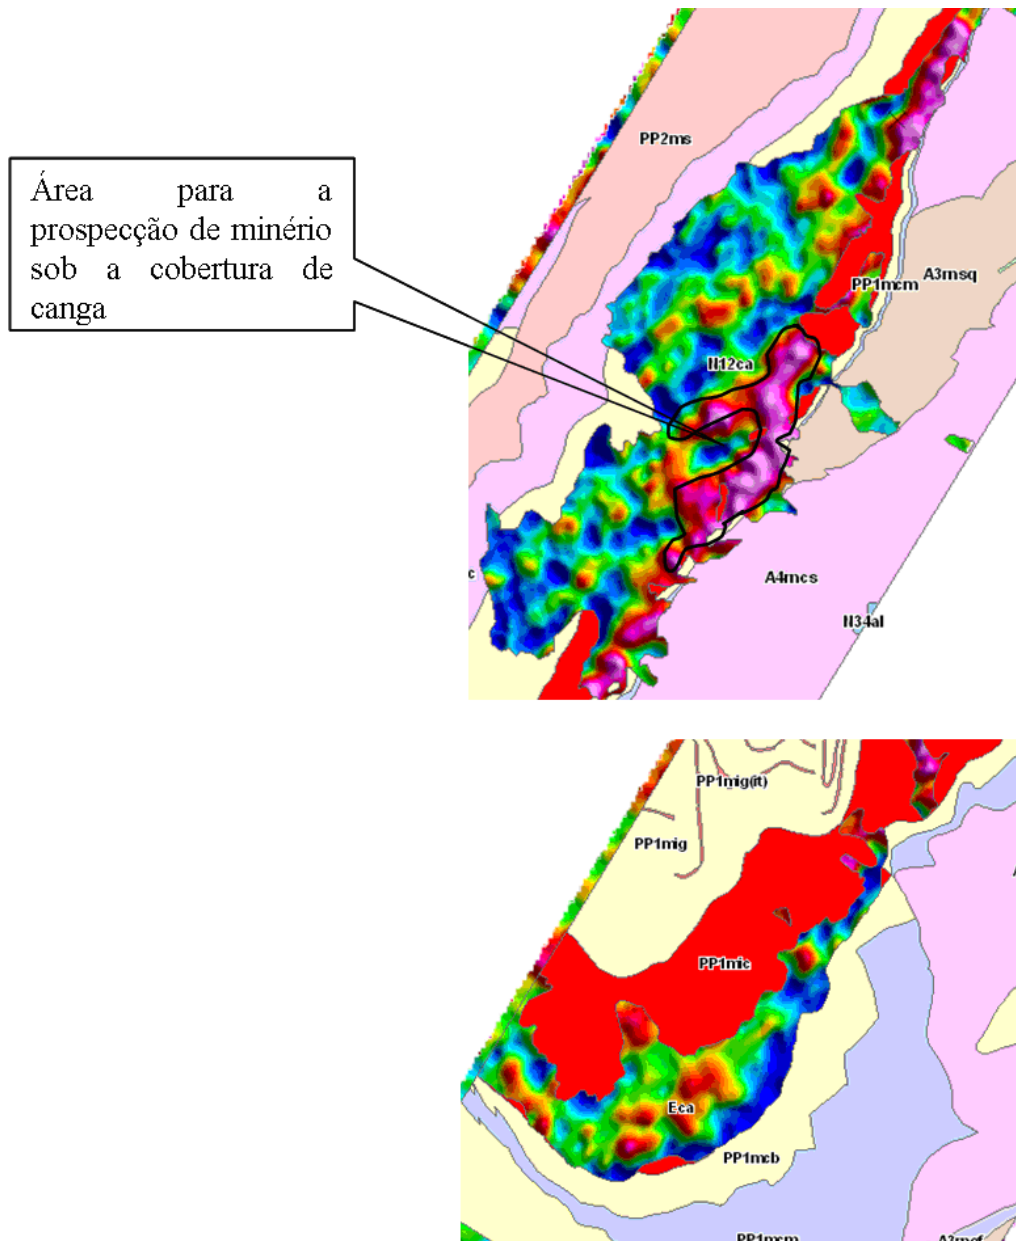 Área para a
prospecção de minério
sob a cobertura de
canga
PP2ms
A3msq
PP1mcm
N12ca
c
A4mcs
N34al
PP1mig(it)
PP1mig
PP1mic
Eca
PP1mcb
PP1mcm